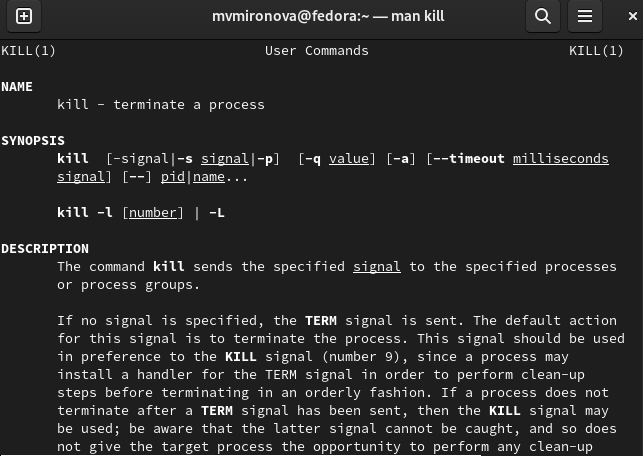 mvmironova@fedora:~ — man kill
KILL(1) User Commands KILL(1)
NAME
kill - terminate a process
SYNOPSIS
kill [-signal|-s signal|-p] [-q value] [-a] [--timeout milliseconds
signal] [--] pid|name...
kill -l [number] | -L
DESCRIPTION
The command kill sends the specified signal to the specified processes
or process groups.
If no signal is specified, the TERM signal is sent. The default action
for this signal is to terminate the process. This signal should be used
in preference to the KILL signal (number 9), since a process may
install a handler for the TERM signal in order to perform clean-up
steps before terminating in an orderly fashion. If a process does not
terminate after a TERM signal has been sent, then the KILL signal may
be used; be aware that the latter signal cannot be caught, and so does
not give the target process the opportunity to perform any clean-up